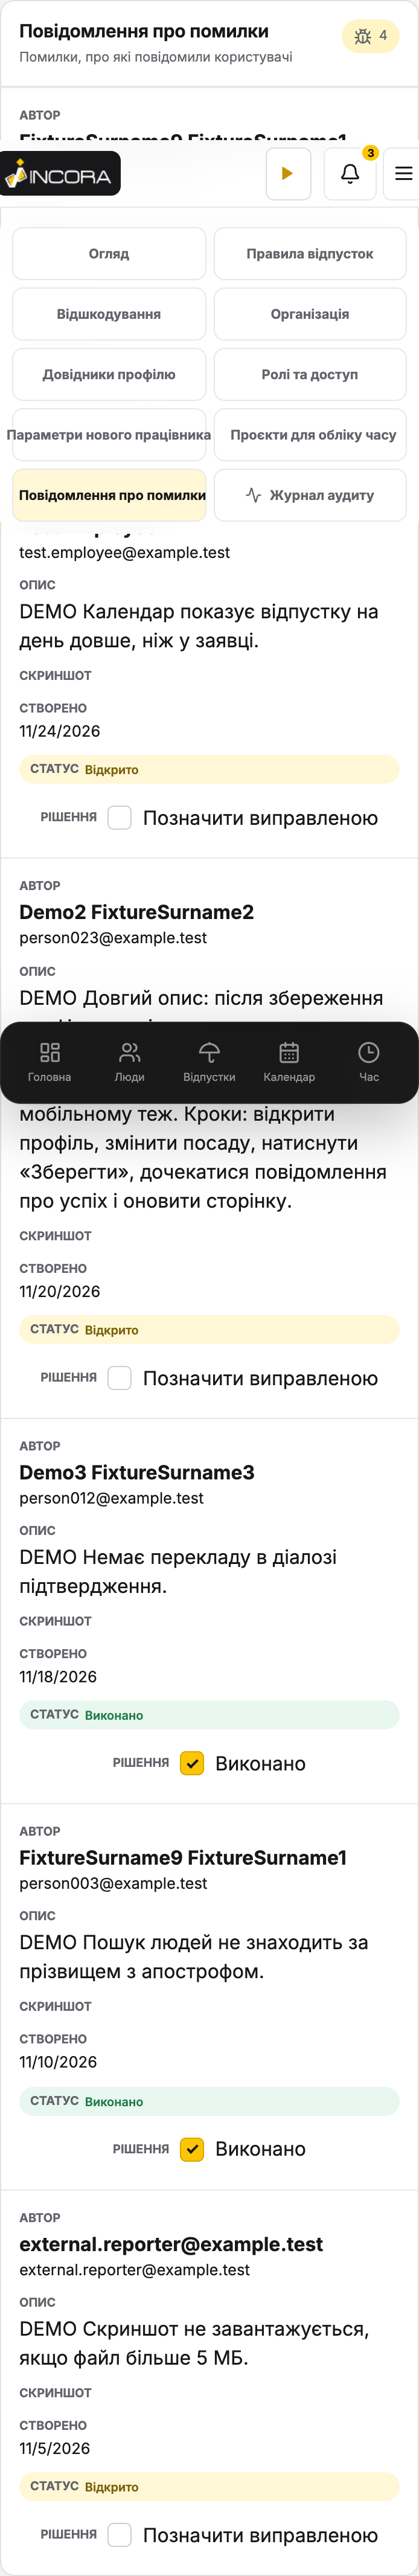 Повідомлення про помилки
Помилки, про які повідомили користувачі
4
АВТОР
FixtureSurname9 FixtureSurname1
INCORA
3
Огляд
Правила відпусток
Відшкодування
Організація
Довідники профілю
Ролі та доступ
Параметри нового працівника
Проєкти для обліку часу
Повідомлення про помилки
Журнал аудиту
test.employee@example.test
ОПИС
DEMO Календар показує відпустку на
день довше, ніж у заявці.
СКРИНШОТ
СТВОРЕНО
11/24/2026
СТАТУС Відкрито
РІШЕННЯ Позначити виправленою
АВТОР
Demo2 FixtureSurname2
person023@example.test
ОПИС
DEMO Довгий опис: після збереження
Головна
Люди
Відпустки
Календар
Час
мобільному теж. Кроки: відкрити
профіль, змінити посаду, натиснути
«Зберегти», дочекатися повідомлення
про успіх і оновити сторінку.
СКРИНШОТ
СТВОРЕНО
11/20/2026
СТАТУС Відкрито
РІШЕННЯ Позначити виправленою
АВТОР
Demo3 FixtureSurname3
person012@example.test
ОПИС
DEMO Немає перекладу в діалозі
підтвердження.
СКРИНШОТ
СТВОРЕНО
11/18/2026
СТАТУС Виконано
РІШЕННЯ Виконано
АВТОР
FixtureSurname9 FixtureSurname1
person003@example.test
ОПИС
DEMO Пошук людей не знаходить за
прізвищем з апострофом.
СКРИНШОТ
СТВОРЕНО
11/10/2026
СТАТУС Виконано
РІШЕННЯ Виконано
АВТОР
external.reporter@example.test
external.reporter@example.test
ОПИС
DEMO Скриншот не завантажується,
якщо файл більше 5 МБ.
СКРИНШОТ
СТВОРЕНО
11/5/2026
СТАТУС Відкрито
РІШЕННЯ Позначити виправленою